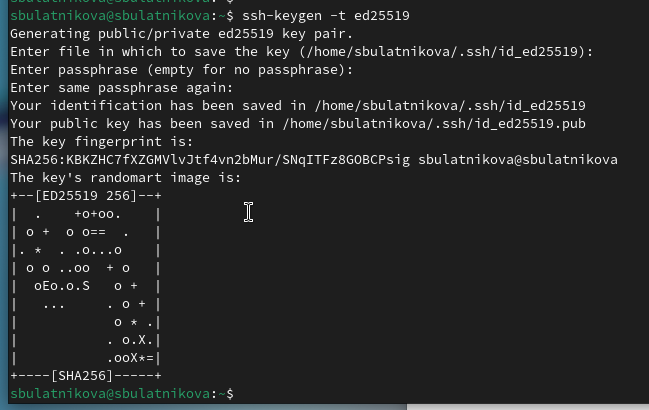 sbulatnikova@sbulatnikova:~$ ssh-keygen -t ed25519
Generating public/private ed25519 key pair.
Enter file in which to save the key (/home/sbulatnikova/.ssh/id_ed25519):
Enter passphrase (empty for no passphrase):
Enter same passphrase again:
Your identification has been saved in /home/sbulatnikova/.ssh/id_ed25519
Your public key has been saved in /home/sbulatnikova/.ssh/id_ed25519.pub
The key fingerprint is:
SHA256:KBKZHC7fXZGMVlvJtf4vn2bMur/SNqITFz8GOBCPsig sbulatnikova@sbulatnikova
The key's randomart image is:
+--[ED25519 256]--+
|  .    +o+oo.    |
| o +  o o==  .   |
|. *  . .o...o    |
| o o ..oo  + o   |
|  oEo.o.S   o +  |
|   ...     . o + |
|            o * .|
|           . o.X.|
|           .ooX*=|
+----[SHA256]-----+
sbulatnikova@sbulatnikova:~$